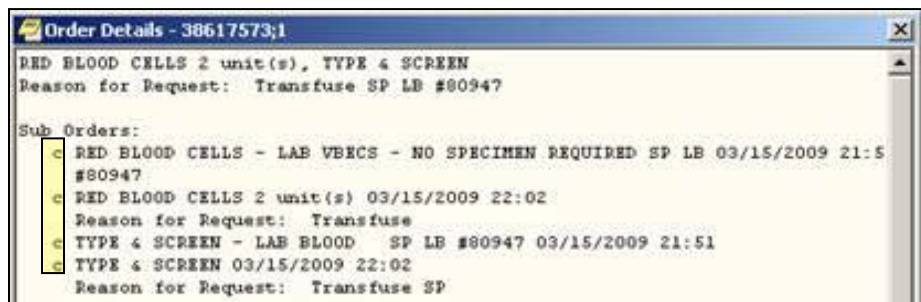 Order Details - 38617573;1
RED BLOOD CELLS 2 unit(s), TYPE & SCREEN
Reason for Request: Transfuse SP LB #80947
Sub Orders:
c RED BLOOD CELLS - LAB VBECS - NO SPECIMEN REQUIRED SP LB 03/15/2009 21:5
#80947
c RED BLOOD CELLS 2 unit(s) 03/15/2009 22:02
Reason for Request: Transfuse
c TYPE & SCREEN - LAB BLOOD SP LB #80947 03/15/2009 21:51
c TYPE & SCREEN 03/15/2009 22:02
Reason for Request: Transfuse SP